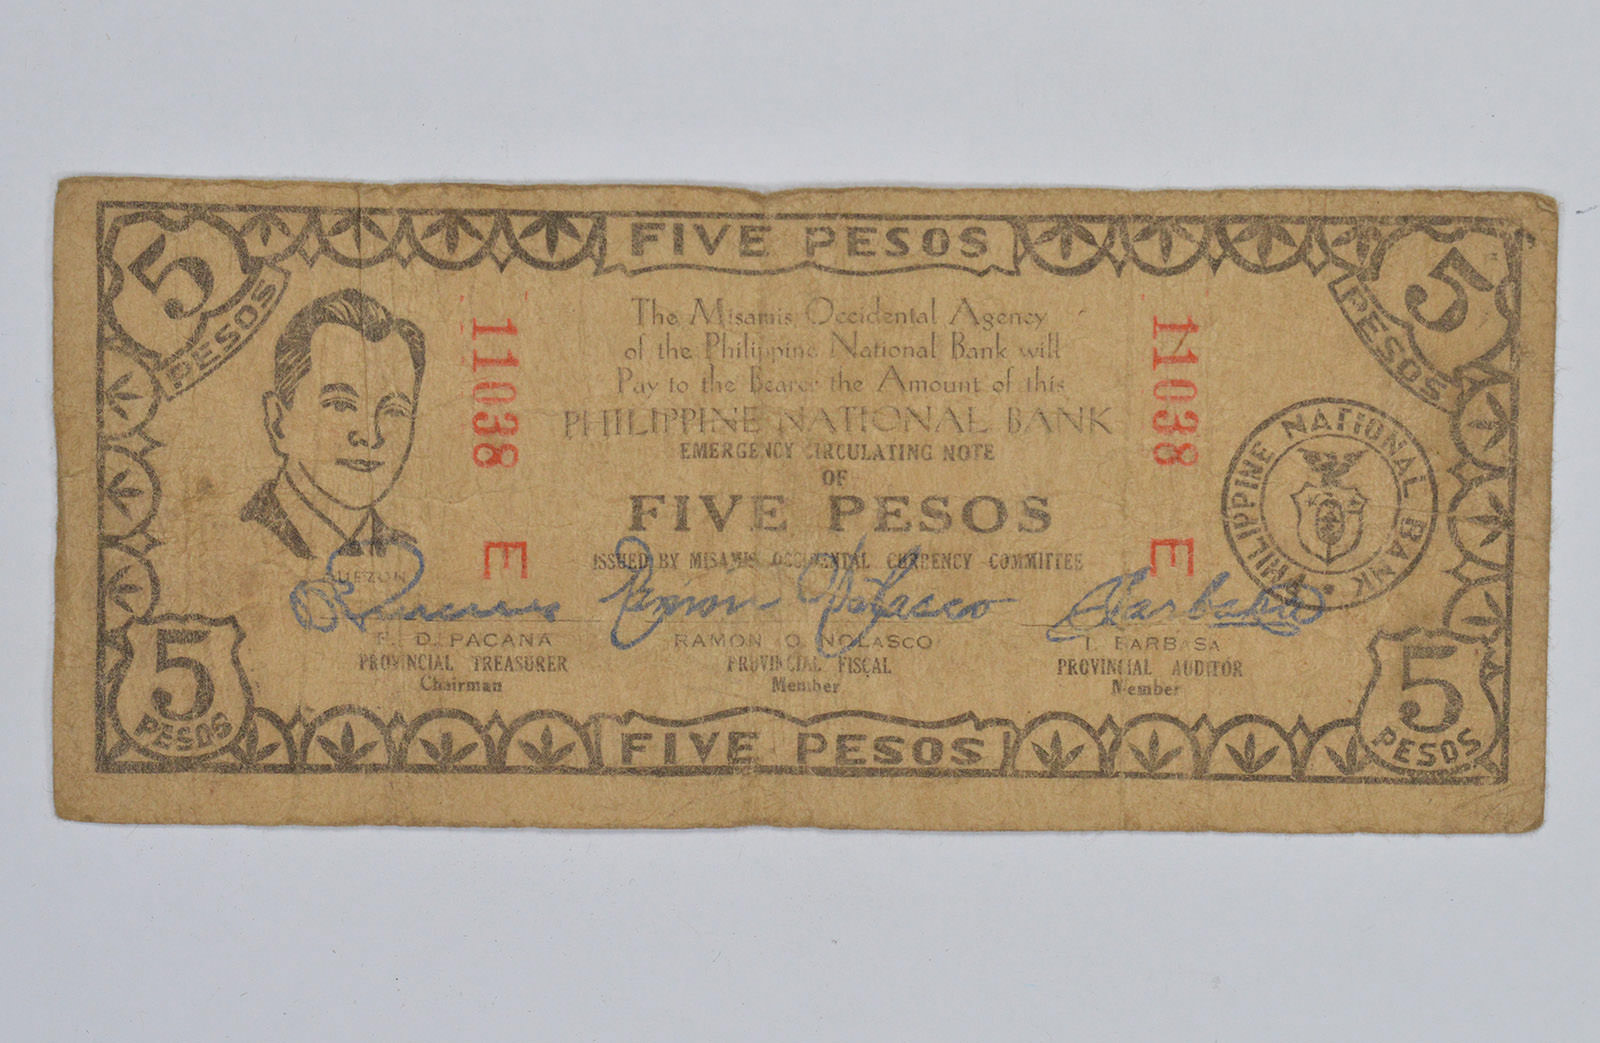 5 PESOS
FIVE PESOS
5 PESOS
The Misamis Occidental Agency
of the Philippine National Bank will
Pay to the Bearer the Amount of this
PHILIPPINE NATIONAL BANK
EMERGENCY CIRCULATING NOTE
OF
FIVE PESOS
ISSUED BY MISAMIS OCCIDENTAL CURRENCY COMMITTEE
11038 E
11038 E
PHILIPPINE NATIONAL BANK
QUEZON
Ramon Nolasco
F. D. PACANA
PROVINCIAL TREASURER
Chairman
RAMON O. NOLASCO
PROVINCIAL FISCAL
Member
I. BARBASA
PROVINCIAL AUDITOR
Member
5 PESOS
FIVE PESOS
5 PESOS